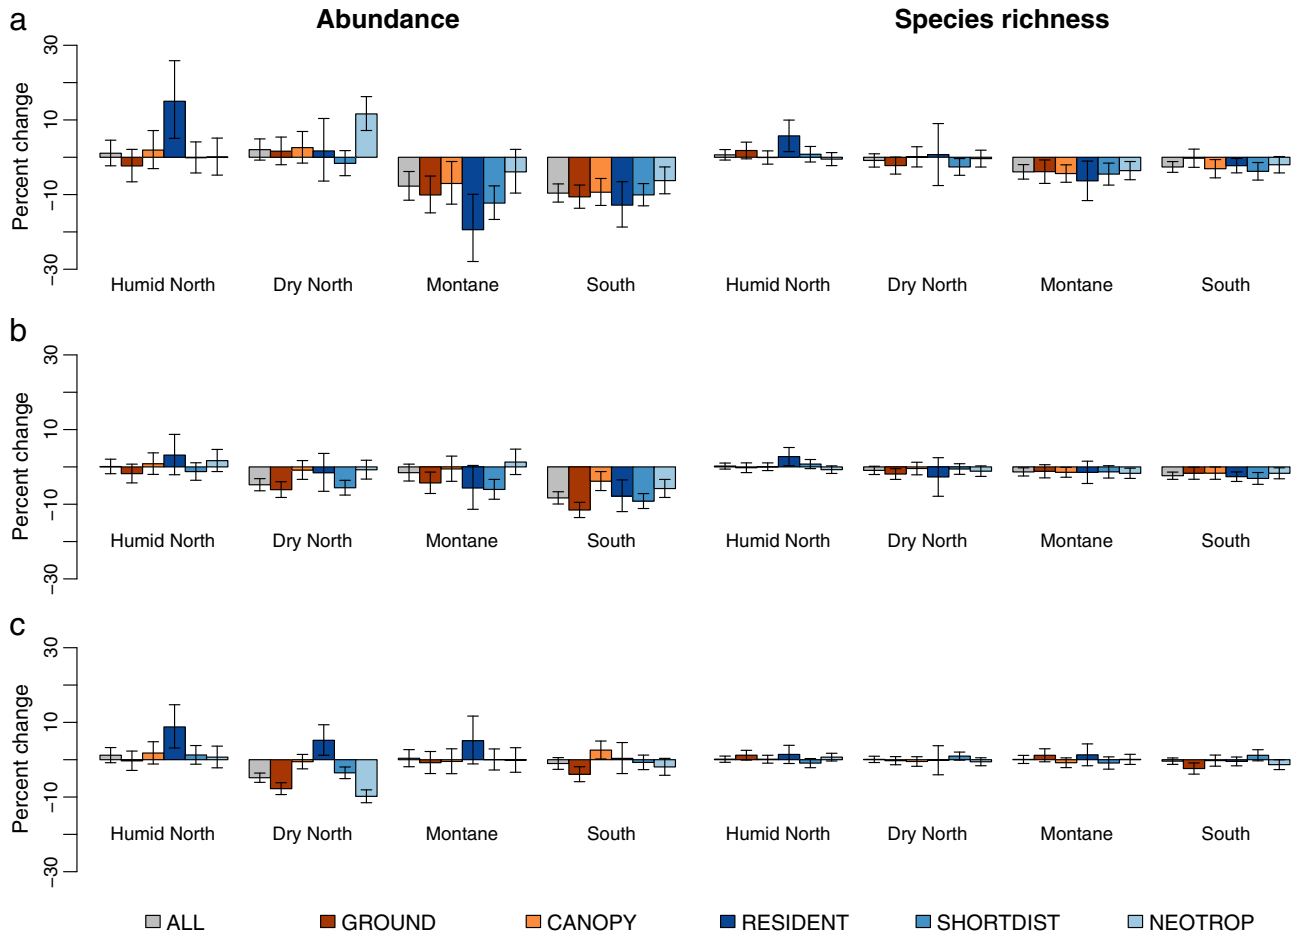 a
Abundance Species richness
Percent change
30
10
−10
−30
Humid North Dry North Montane South Humid North Dry North Montane South
b
Percent change
30
10
−10
−30
Humid North Dry North Montane South Humid North Dry North Montane South
c
Percent change
30
10
−10
−30
Humid North Dry North Montane South Humid North Dry North Montane South
ALL GROUND CANOPY RESIDENT SHORTDIST NEOTROP